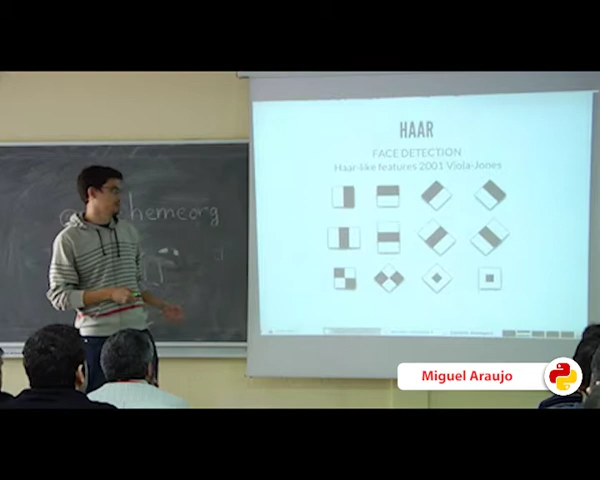 HAAR
FACE DETECTION
Haar-like features 2001 Viola-Jones
Miguel Araujo